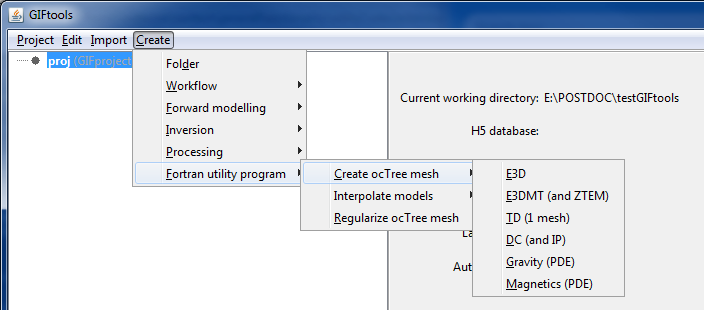 GIFtools
Project Edit Import Create
proj (GIFproject
Folder
Workflow
Forward modelling
Inversion
Processing
Fortran utility program
Create ocTree mesh
Interpolate models
Regularize ocTree mesh
E3D
E3DMT (and ZTEM)
TD (1 mesh)
DC (and IP)
Gravity (PDE)
Magnetics (PDE)
Current working directory: E:\POSTDOC\testGIFtools
H5 database:
La
Aut